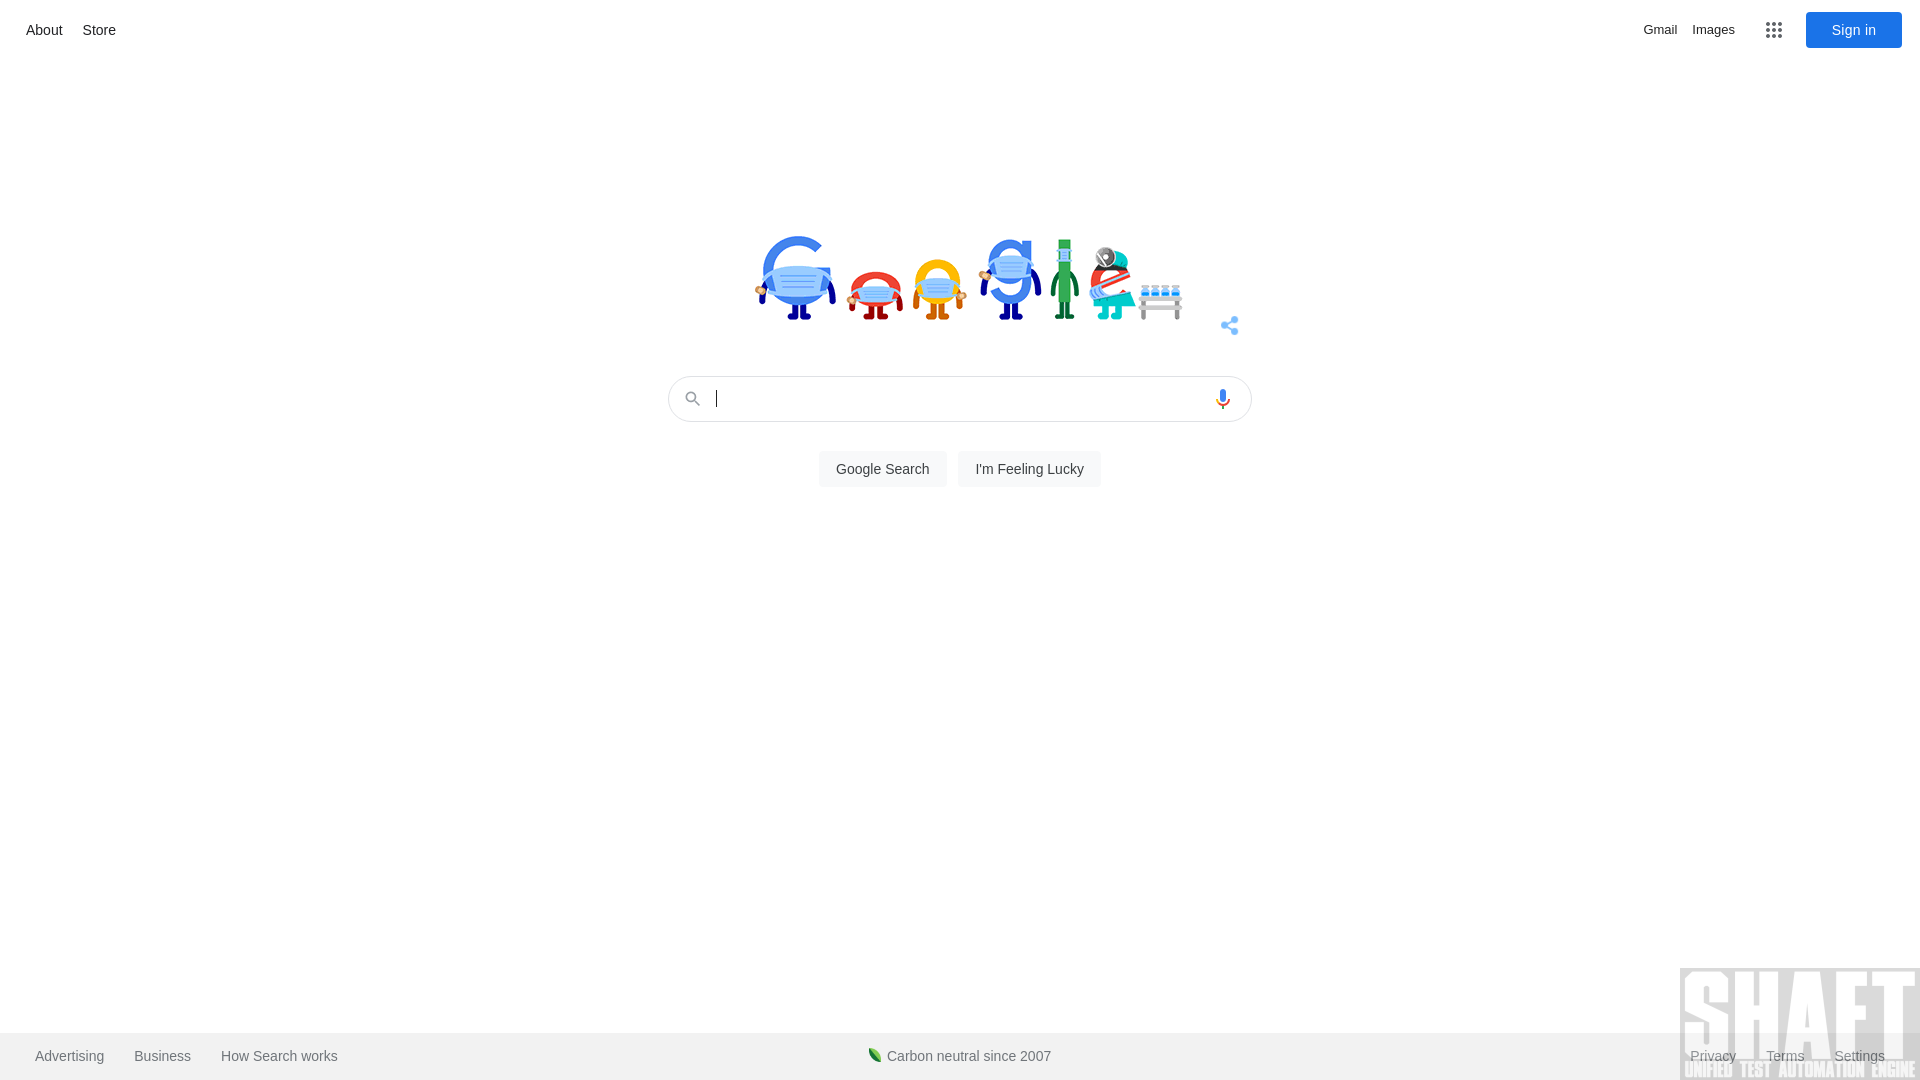 About Store Gmail Images Sign in
Google
Google Search I'm Feeling Lucky
SHAFT
Advertising Business How Search works Carbon neutral since 2007 Privacy Terms Settings
UNIFIED TEST AUTOMATION ENGINE